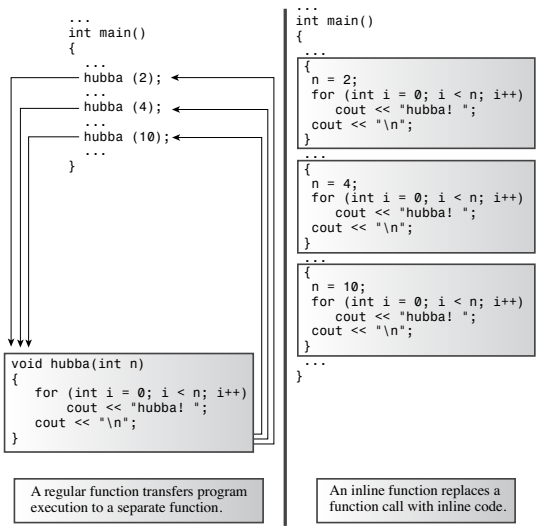 ...
int main()
{
...
hubba (2);
...
hubba (4);
...
hubba (10);
...
}
void hubba(int n)
{
for (int i = 0; i < n; i++)
cout << "hubba! ";
cout << "\n";
}
A regular function transfers program
execution to a separate function.
...
int main()
{
...
{
n = 2;
for (int i = 0; i < n; i++)
cout << "hubba! ";
cout << "\n";
}
...
{
n = 4;
for (int i = 0; i < n; i++)
cout << "hubba! ";
cout << "\n";
}
...
{
n = 10;
for (int i = 0; i < n; i++)
cout << "hubba! ";
cout << "\n";
}
...
}
An inline function replaces a
function call with inline code.